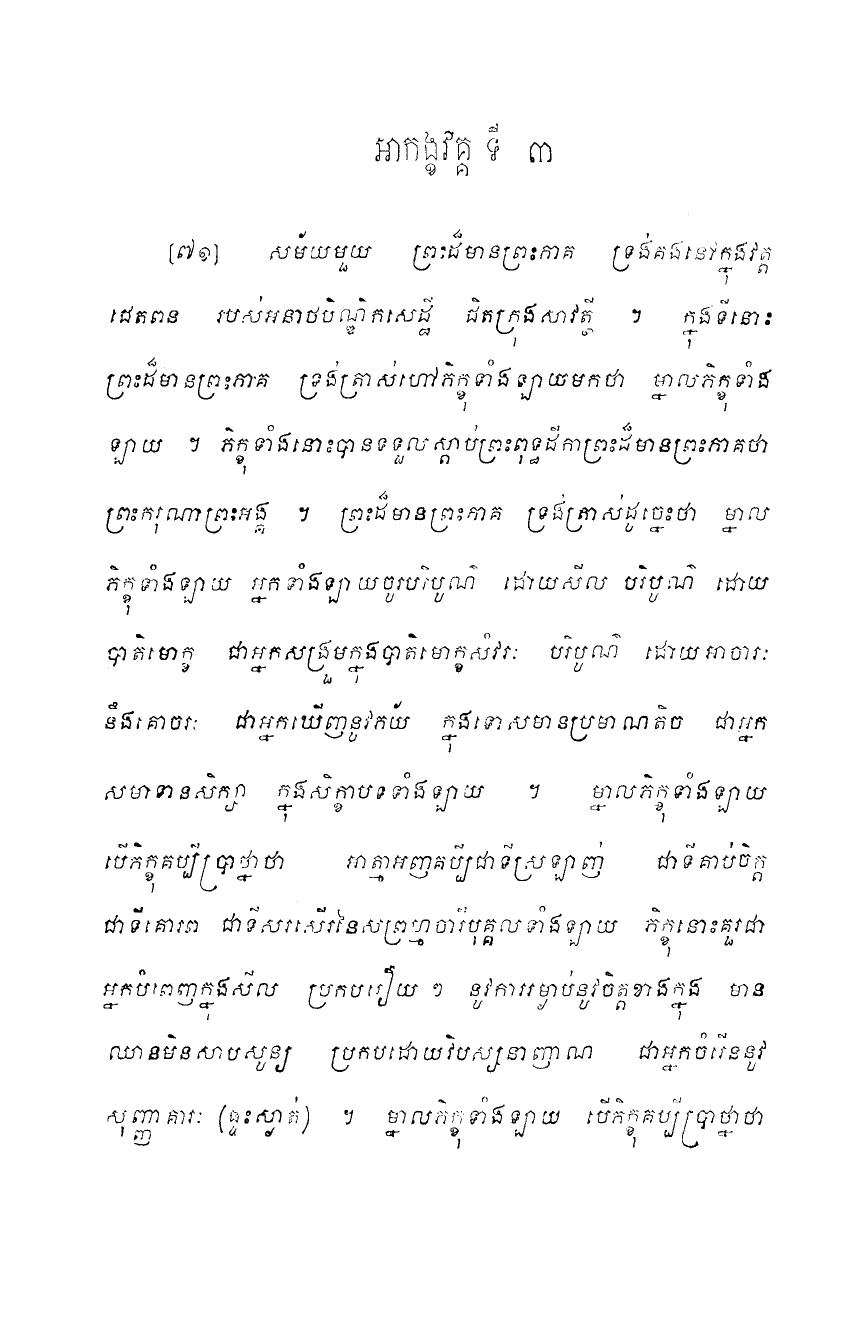 អាកង្ខវគ្គ ទី ៣
[៧១] សម័យមួយ ព្រះដ៏មានព្រះភាគ ទ្រង់គង់នៅក្នុងវត្ត
ជេតពន របស់អនាថបិណ្ឌិកសេដ្ឋី ជិតក្រុងសាវត្ថី ។ ក្នុងទីនោះ
ព្រះដ៏មានព្រះភាគ ទ្រង់ត្រាស់ហៅភិក្ខុទាំងឡាយមកថា ម្នាលភិក្ខុទាំង
ឡាយ ។ ភិក្ខុទាំងនោះបានទទួលស្តាប់ព្រះពុទ្ធដីកាព្រះដ៏មានព្រះភាគថា
ព្រះករុណាព្រះអង្គ ។ ព្រះដ៏មានព្រះភាគ ទ្រង់ត្រាស់ដូច្នេះថា ម្នាល
ភិក្ខុទាំងឡាយ អ្នកទាំងឡាយចូរបរិបូណ៌ ដោយសីល បរិបូណ៌ ដោយ
បាតិមោក្ខ ជាអ្នកសង្រួមក្នុងបាតិមោក្ខសំវរៈ បរិបូណ៌ ដោយអាចារៈ
នឹងគោចរៈ ជាអ្នកឃើញនូវភយ័ ក្នុងទោសមានប្រមាណតិច ជាអ្នក
សមាទានសិក្សា ក្នុងសិក្ខាបទទាំងឡាយ ។ ម្នាលភិក្ខុទាំងឡាយ
បើភិក្ខុគប្បីប្រាថ្នាថា អាត្មាអញគប្បីជាទីស្រឡាញ់ ជាទីគាប់ចិត្ត
ជាទីគោរព ជាទីសរសើរនៃសព្រហ្មចារីបុគ្គលទាំងឡាយ ភិក្ខុនោះគួរជា
អ្នកបំពេញក្នុងសីល ប្រកបរឿយ ៗ នូវការរម្ងាប់នូវចិត្តខាងក្នុង មាន
ឈានមិនសាបសូន្យ ប្រកបដោយវិបស្សនាញាណ ជាអ្នកចំរើននូវ
សុញ្ញាគារៈ (ផ្ទះស្ងាត់) ។ ម្នាលភិក្ខុទាំងឡាយ បើភិក្ខុគប្បីប្រាថ្នាថា